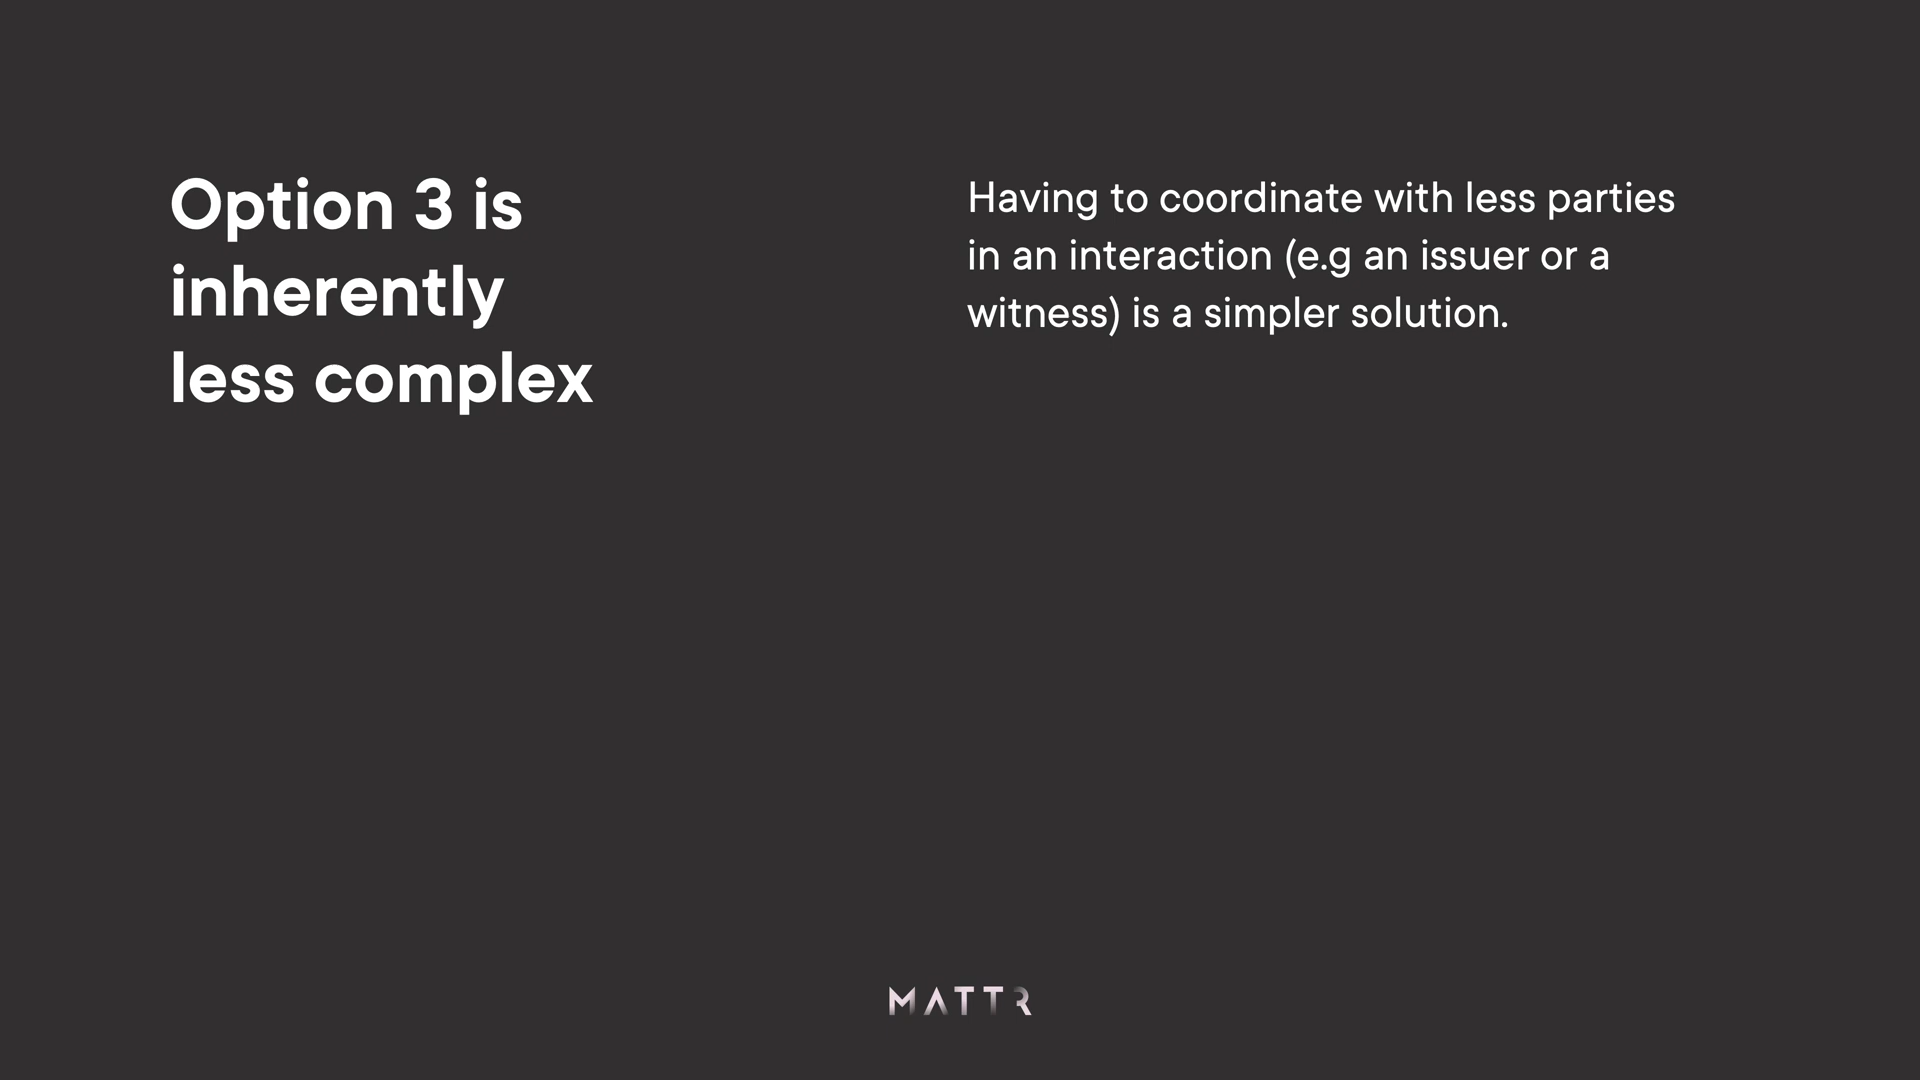 Option 3 is
inherently
less complex
Having to coordinate with less parties
in an interaction (e.g an issuer or a
witness) is a simpler solution.
MATTR